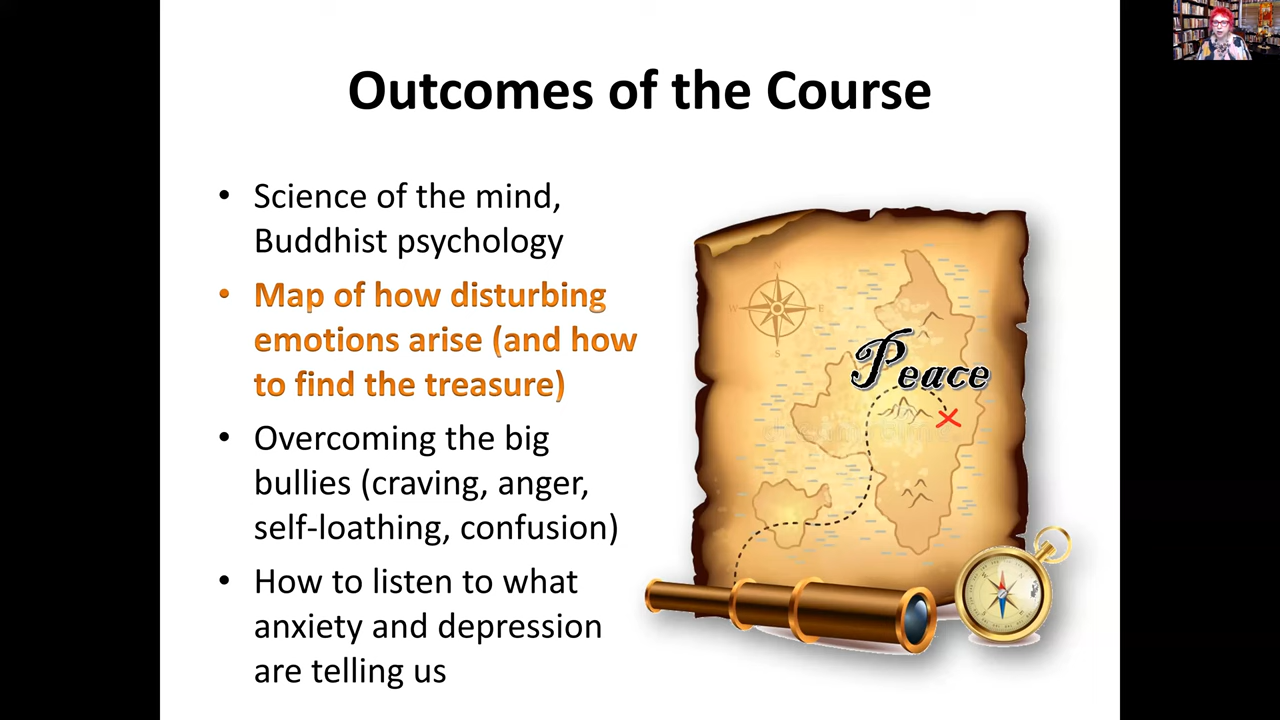 Outcomes of the Course
• Science of the mind,
Buddhist psychology
• Map of how disturbing
emotions arise (and how
to find the treasure)
• Overcoming the big
bullies (craving, anger,
self-loathing, confusion)
• How to listen to what
anxiety and depression
are telling us
N
W
E
S
Peace